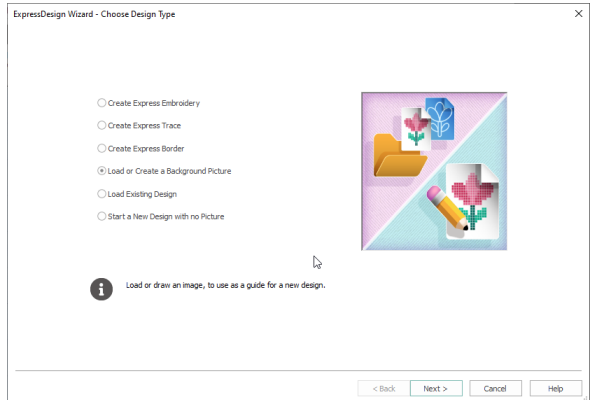 ExpressDesign Wizard - Choose Design Type
Create Express Embroidery
Create Express Trace
Create Express Border
Load or Create a Background Picture
Load Existing Design
Start a New Design with no Picture
Load or draw an image, to use as a guide for a new design.
< Back Next > Cancel Help